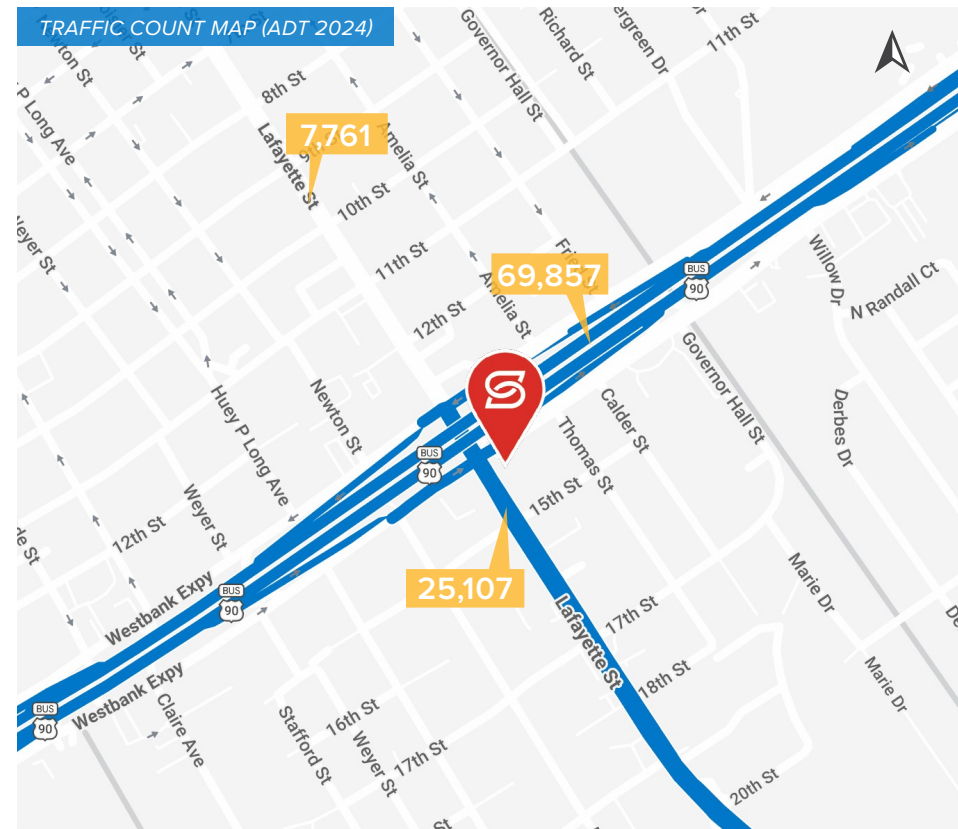 TRAFFIC COUNT MAP (ADT 2024)
Newton St
P Long Ave
8th St
Governor Hall St
Richard St
11th St
7,761
Lafayette St
Amelia St
10th St
11th St
69,857
Amelia St
12th St
BUS
90
Willow Dr
N Randall Ct
Newton St
Huey P Long Ave
Governor Hall St
Calder St
Thomas St
Derbes Dr
BUS
90
Weyer St
12th St
15th St
25,107
Marie Dr
BUS
90
Westbank Expy
Lafayette St
17th St
18th St
Marie Dr
Westbank Expy
BUS
90
Claire Ave
Stafford St
16th St
Weyer St
17th St
20th St